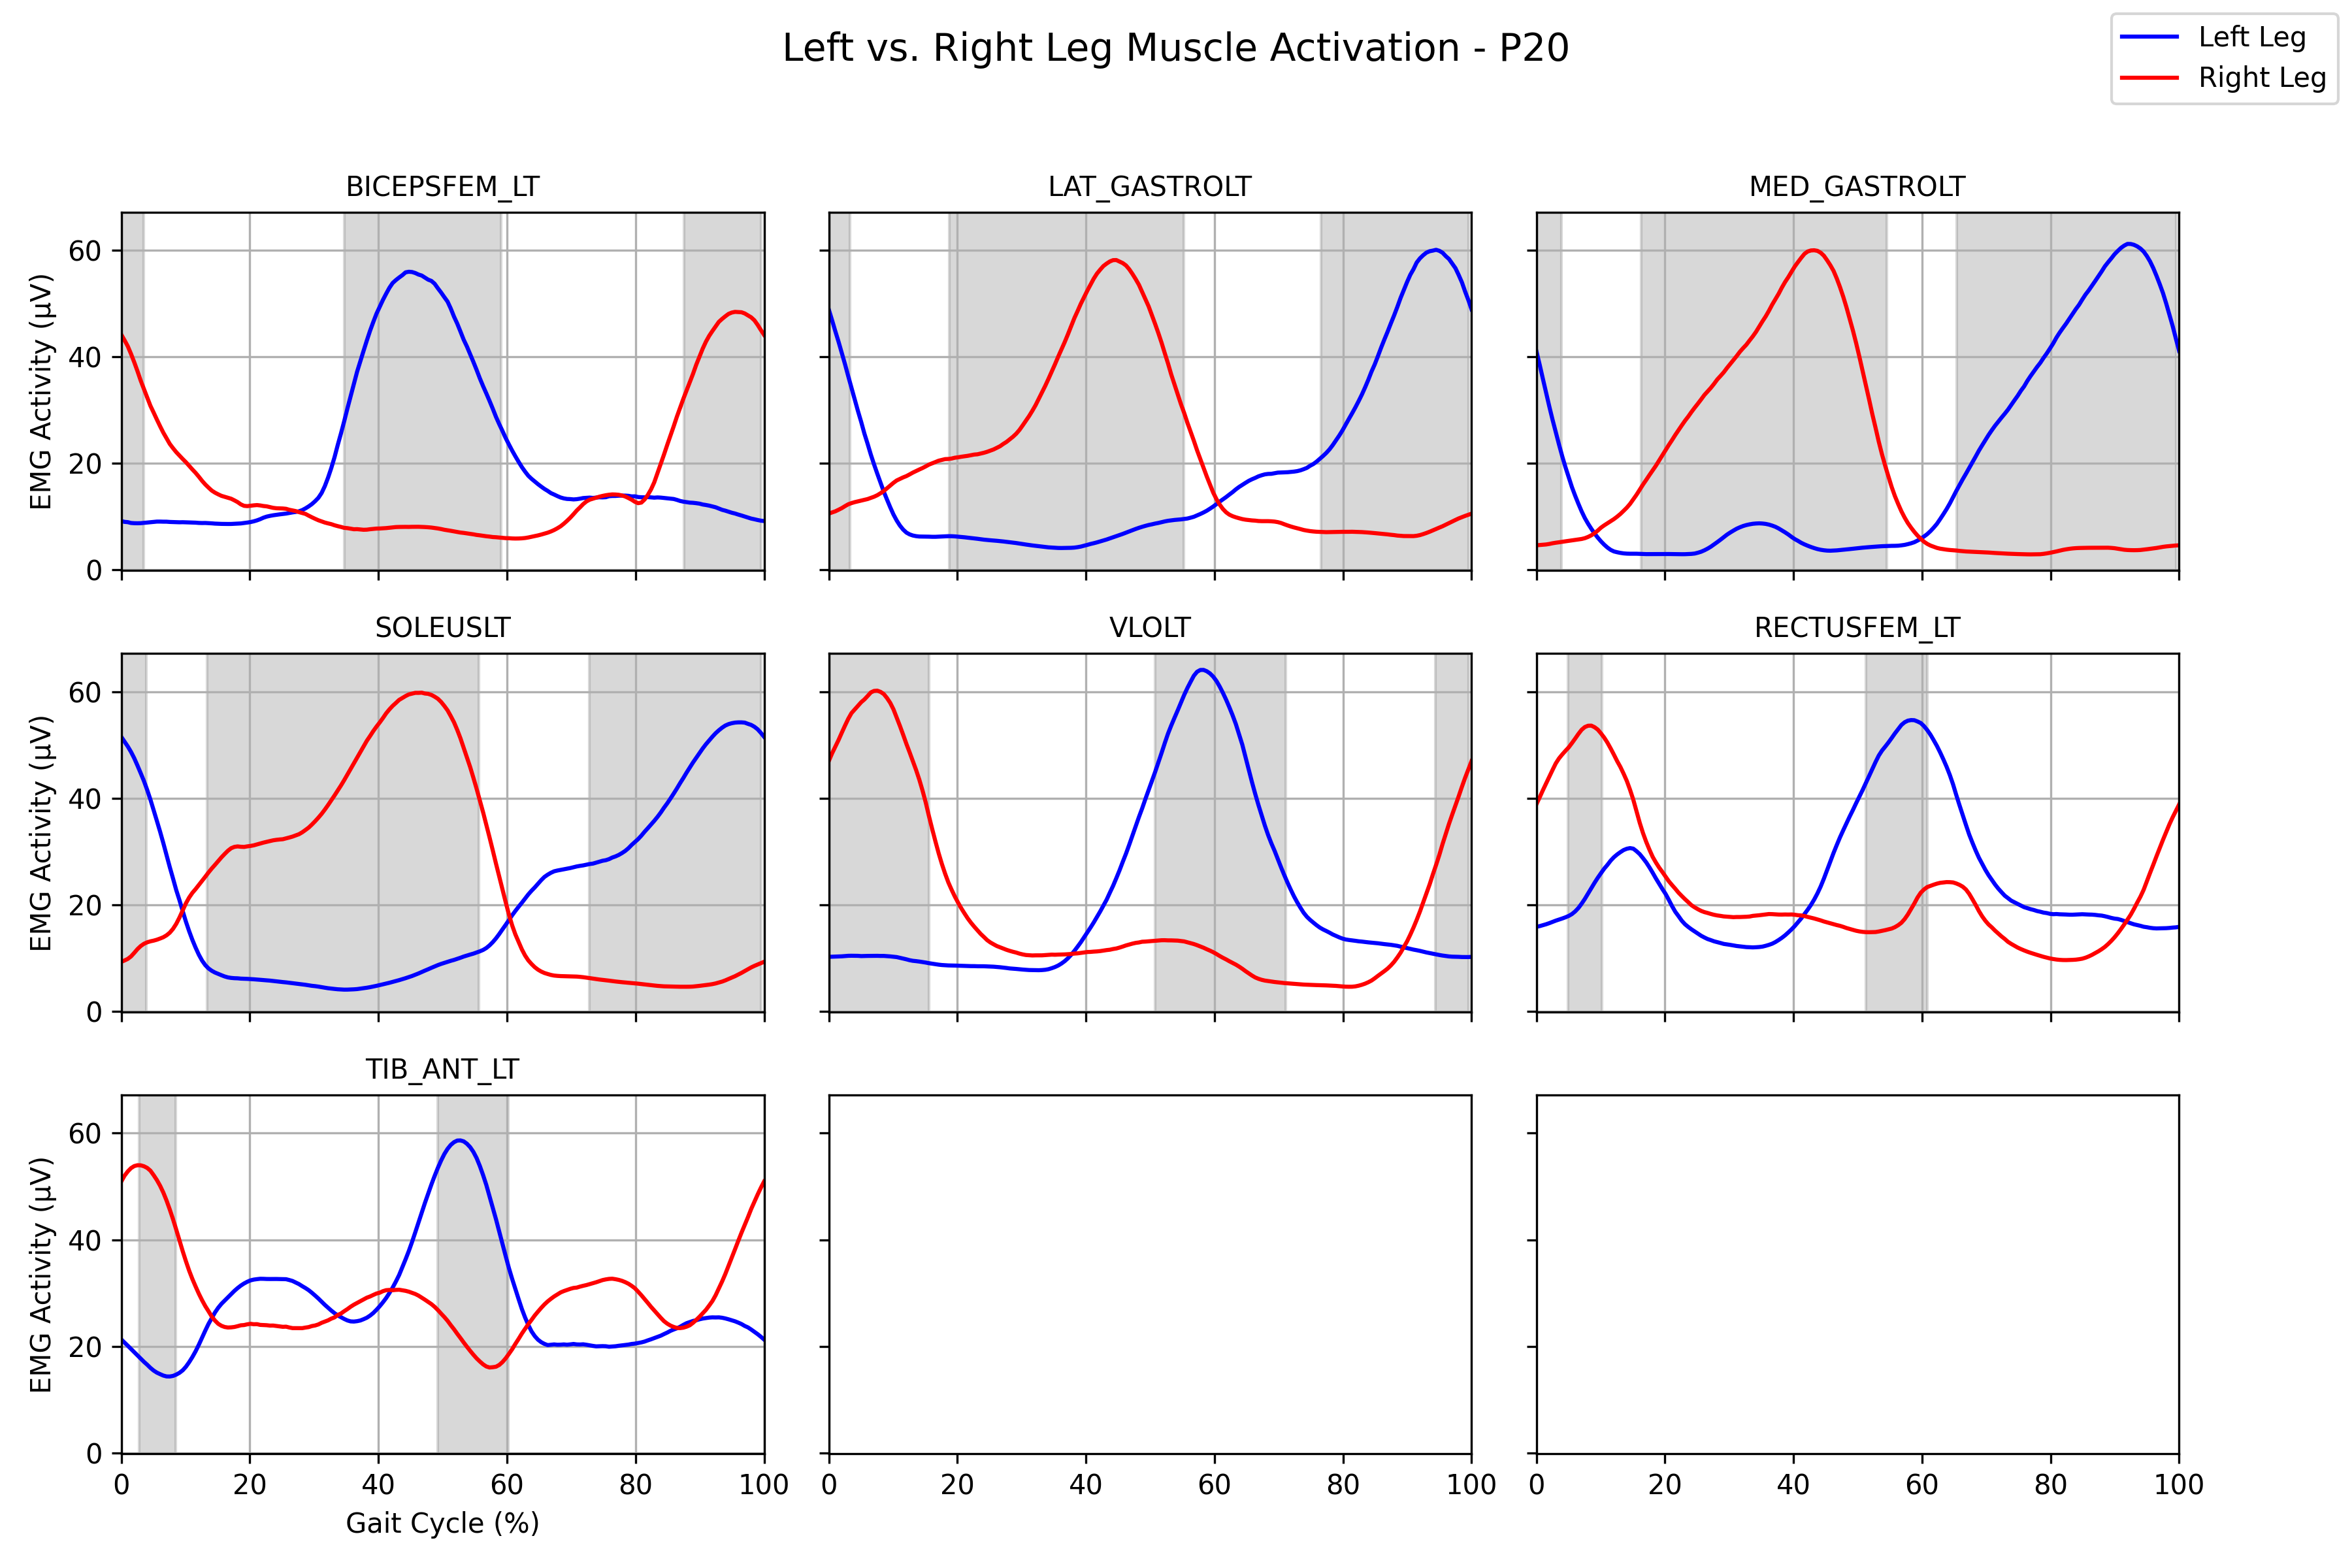 Left vs. Right Leg Muscle Activation - P20
Left Leg
Right Leg
BICEPSFEM_LT
LAT_GASTROLT
MED_GASTROLT
EMG Activity (µV)
60
40
20
0
SOLEUSLT
VLOLT
RECTUSFEM_LT
EMG Activity (µV)
60
40
20
0
TIB_ANT_LT
EMG Activity (µV)
60
40
20
0
0 20 40 60 80 100
0 20 40 60 80 100
0 20 40 60 80 100
Gait Cycle (%)